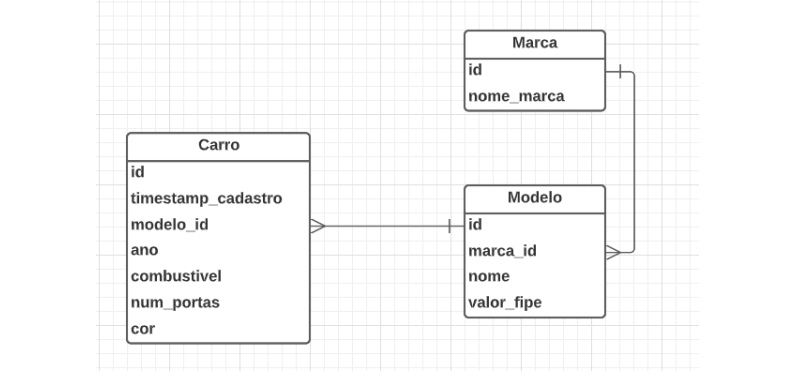 Marca
id
nome_marca
Carro
id
timestamp_cadastro
modelo_id
ano
combustivel
num_portas
cor
Modelo
id
marca_id
nome
valor_fipe